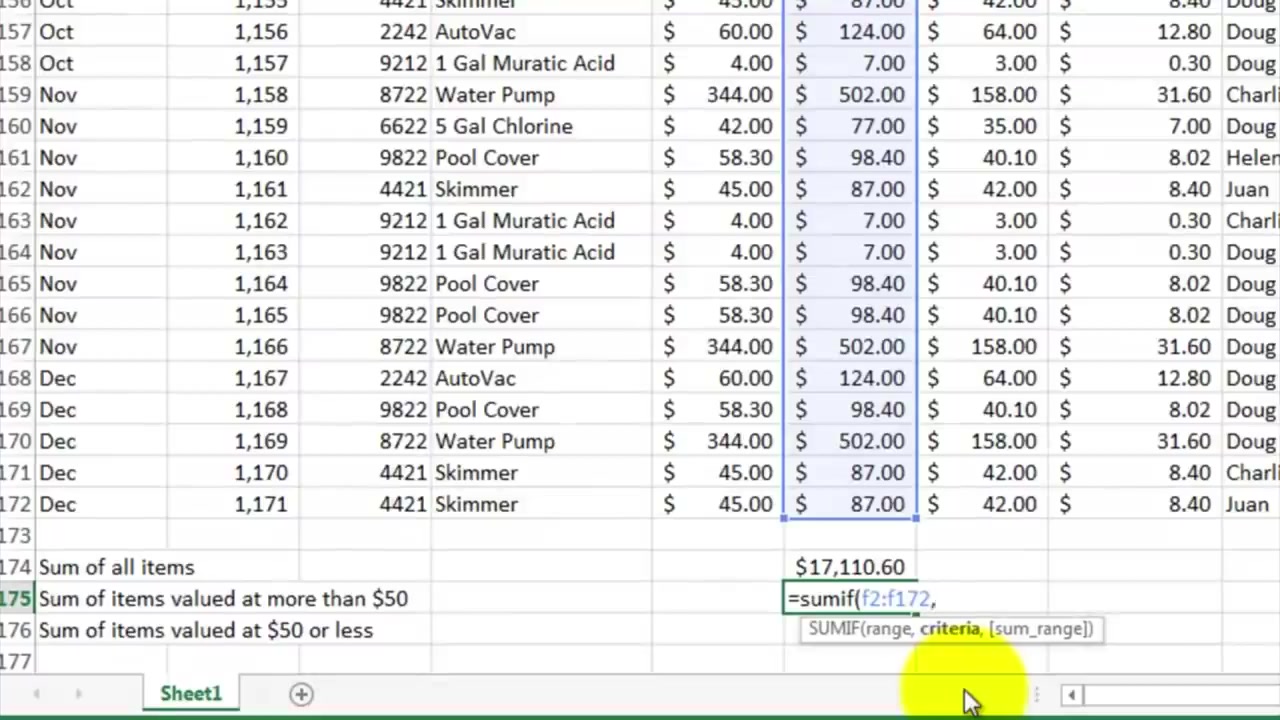 156 Oct 1,155 4421 Skimmer $ 45.00 $ 87.00 $ 42.00 $ 8.40
157 Oct 1,156 2242 AutoVac $ 60.00 $ 124.00 $ 64.00 $ 12.80 Doug
158 Oct 1,157 9212 1 Gal Muratic Acid $ 4.00 $ 7.00 $ 3.00 $ 0.30 Doug
159 Nov 1,158 8722 Water Pump $ 344.00 $ 502.00 $ 158.00 $ 31.60 Charli
160 Nov 1,159 6622 5 Gal Chlorine $ 42.00 $ 77.00 $ 35.00 $ 7.00 Doug
161 Nov 1,160 9822 Pool Cover $ 58.30 $ 98.40 $ 40.10 $ 8.02 Helen
162 Nov 1,161 4421 Skimmer $ 45.00 $ 87.00 $ 42.00 $ 8.40 Juan
163 Nov 1,162 9212 1 Gal Muratic Acid $ 4.00 $ 7.00 $ 3.00 $ 0.30 Charli
164 Nov 1,163 9212 1 Gal Muratic Acid $ 4.00 $ 7.00 $ 3.00 $ 0.30 Doug
165 Nov 1,164 9822 Pool Cover $ 58.30 $ 98.40 $ 40.10 $ 8.02 Doug
166 Nov 1,165 9822 Pool Cover $ 58.30 $ 98.40 $ 40.10 $ 8.02 Doug
167 Nov 1,166 8722 Water Pump $ 344.00 $ 502.00 $ 158.00 $ 31.60 Doug
168 Dec 1,167 2242 AutoVac $ 60.00 $ 124.00 $ 64.00 $ 12.80 Doug
169 Dec 1,168 9822 Pool Cover $ 58.30 $ 98.40 $ 40.10 $ 8.02 Doug
170 Dec 1,169 8722 Water Pump $ 344.00 $ 502.00 $ 158.00 $ 31.60 Doug
171 Dec 1,170 4421 Skimmer $ 45.00 $ 87.00 $ 42.00 $ 8.40 Charli
172 Dec 1,171 4421 Skimmer $ 45.00 $ 87.00 $ 42.00 $ 8.40 Juan
173
174 Sum of all items $17,110.60
175 Sum of items valued at more than $50 =sumif(f2:f172,
176 Sum of items valued at $50 or less SUMIF(range, criteria, [sum_range])
177
Sheet1